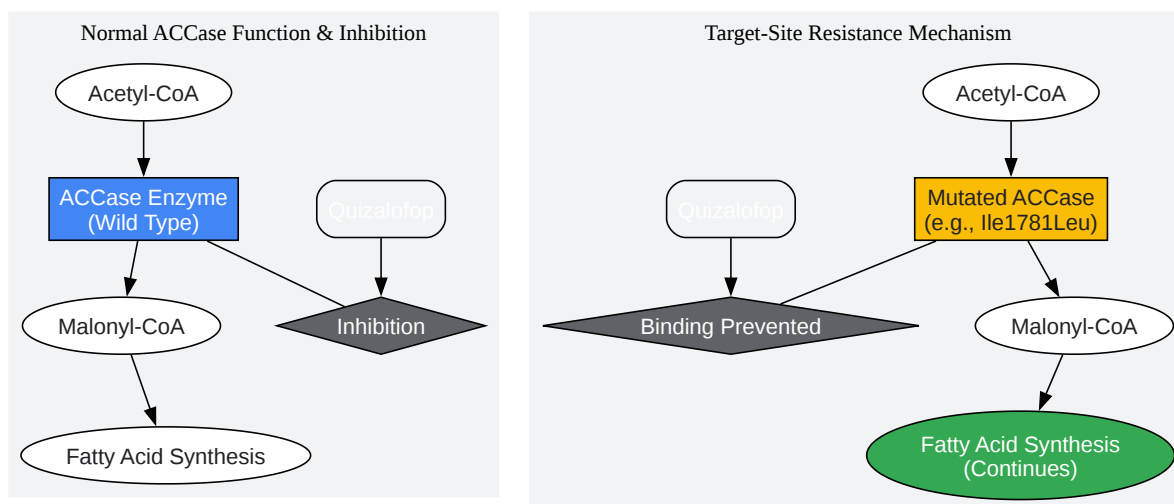 Normal ACCase Function & Inhibition
Acetyl-CoA
ACCase Enzyme
(Wild Type)
Quizalofop
Malonyl-CoA
Inhibition
Fatty Acid Synthesis
Target-Site Resistance Mechanism
Acetyl-CoA
Quizalofop
Mutated ACCase
(e.g., Ile1781Leu)
Binding Prevented
Malonyl-CoA
Fatty Acid Synthesis
(Continues)